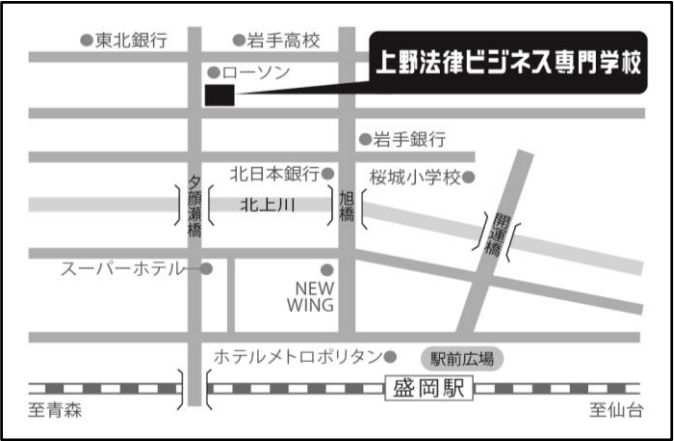 ●東北銀行
●岩手高校
●ローソン
上野法律ビジネス専門学校
●岩手銀行
北日本銀行●
桜城小学校●
夕顔瀬橋
北上川
旭橋
開運橋
スーパーホテル●
NEW
WING
ホテルメトロポリタン●
駅前広場
盛岡駅
至青森
至仙台